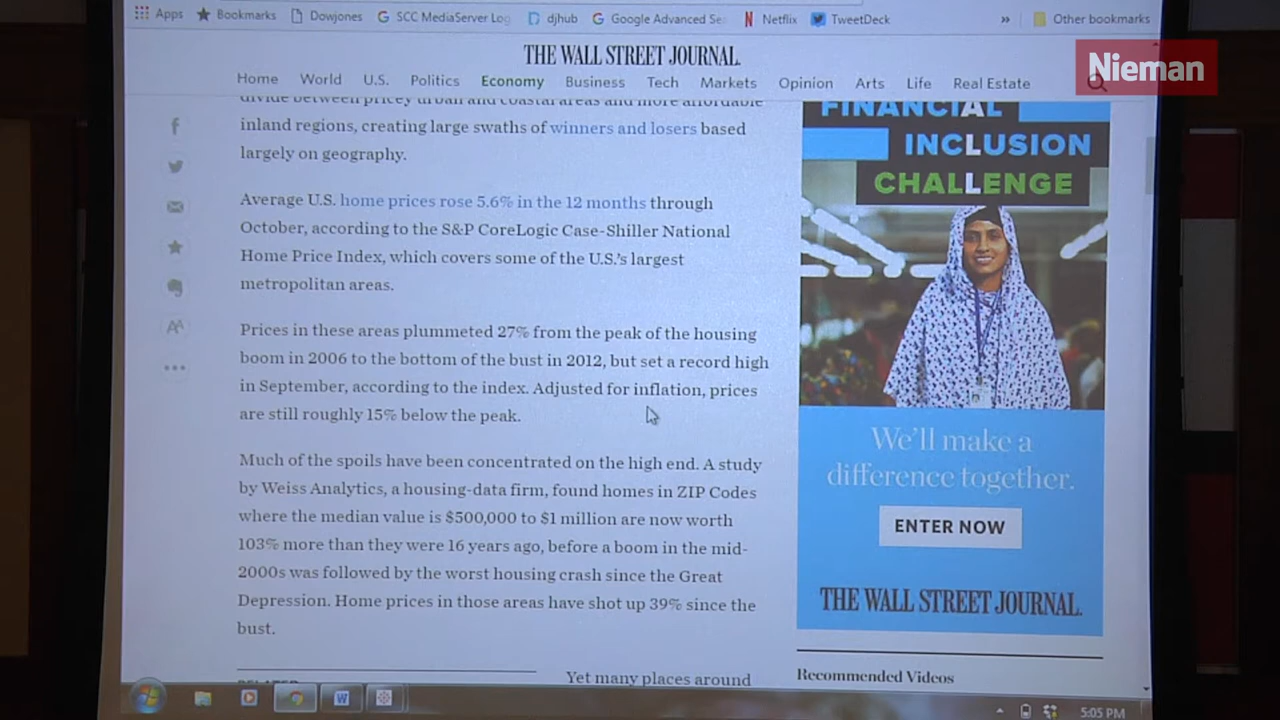 Apps Bookmarks Dowjones SCC MediaServer Log djhub Google Advanced Se Netflix TweetDeck » Other bookmarks
THE WALL STREET JOURNAL.
Nieman
Home World U.S. Politics Economy Business Tech Markets Opinion Arts Life Real Estate
divide between pricey urban and coastal areas and more affordable
inland regions, creating large swaths of winners and losers based
largely on geography.
Average U.S. home prices rose 5.6% in the 12 months through
October, according to the S&P CoreLogic Case-Shiller National
Home Price Index, which covers some of the U.S.'s largest
metropolitan areas.
Prices in these areas plummeted 27% from the peak of the housing
boom in 2006 to the bottom of the bust in 2012, but set a record high
in September, according to the index. Adjusted for inflation, prices
are still roughly 15% below the peak.
Much of the spoils have been concentrated on the high end. A study
by Weiss Analytics, a housing-data firm, found homes in ZIP Codes
where the median value is $500,000 to $1 million are now worth
103% more than they were 16 years ago, before a boom in the mid-
2000s was followed by the worst housing crash since the Great
Depression. Home prices in those areas have shot up 39% since the
bust.
RELATED
Yet many places around
FINANCIAL
INCLUSION
CHALLENGE
We'll make a
difference together.
ENTER NOW
THE WALL STREET JOURNAL.
Recommended Videos
5:05 PM